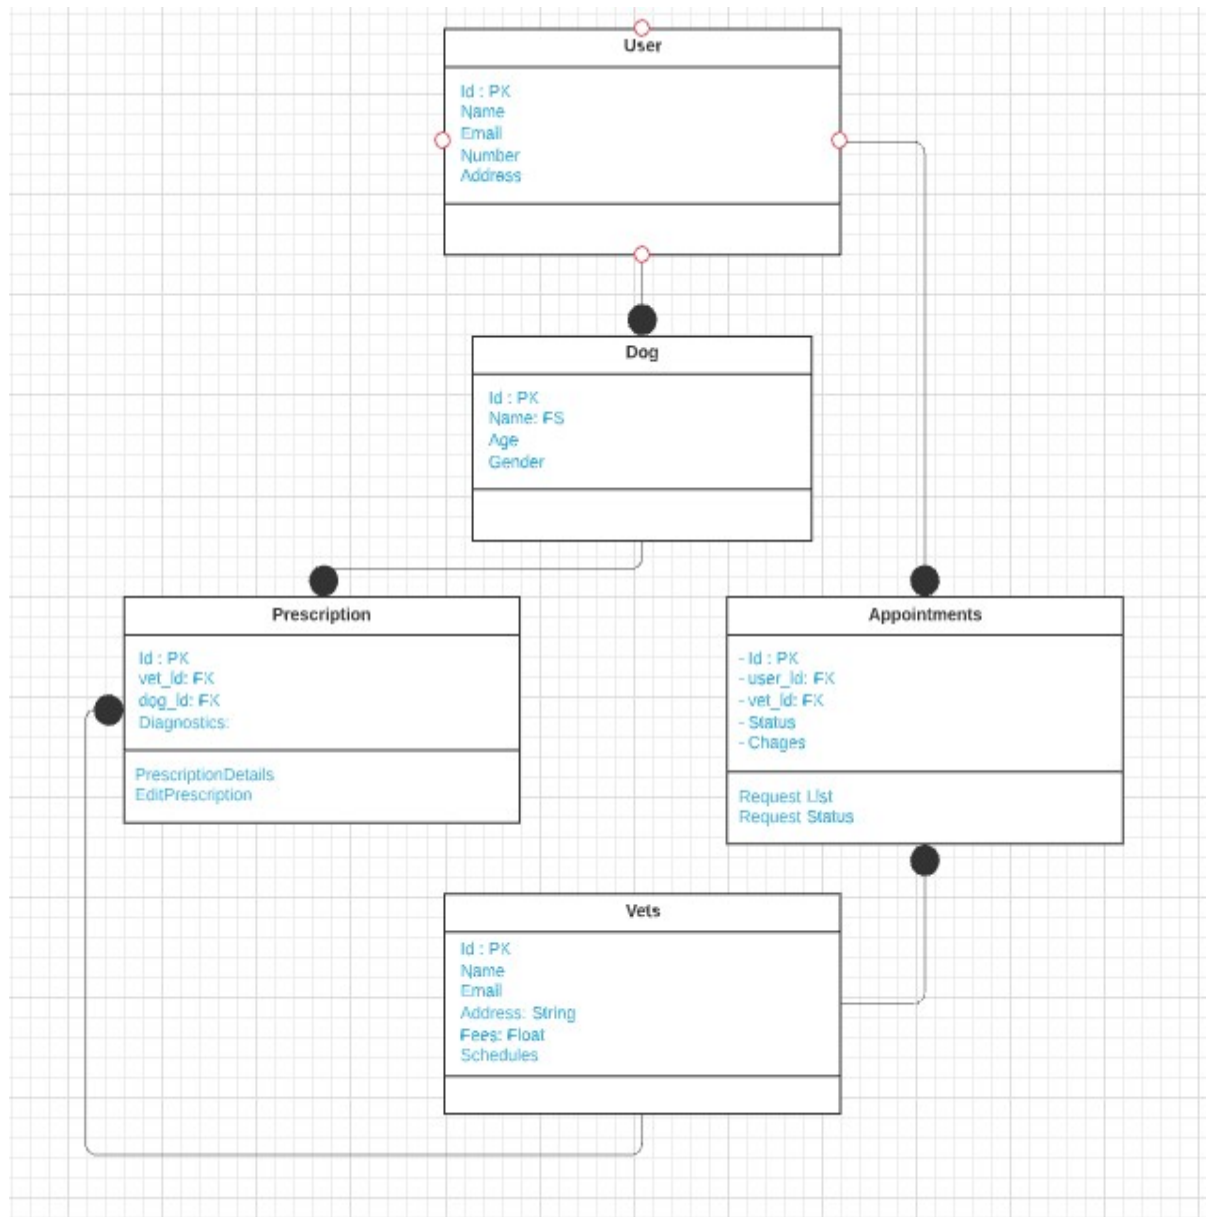 User
Id : PK
Name
Email
Number
Address
Dog
Id : PK
Name: FS
Age
Gender
Prescription
Id : PK
vet_Id: FK
dog_Id: FK
Diagnostics:
PrescriptionDetails
EditPrescription
Appointments
- Id : PK
- user_Id: FK
- vet_Id: FK
- Status
- Chages
Request List
Request Status
Vets
Id : PK
Name
Email
Address: String
Fees: Float
Schedules